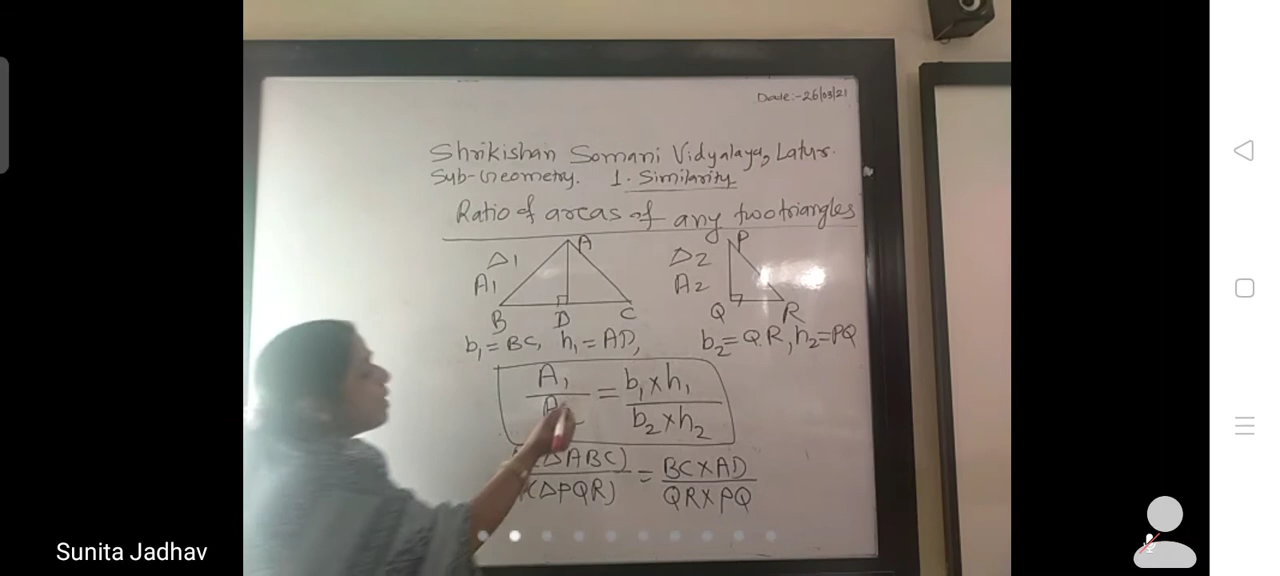 Date:-26/03/21
Shrikishan Somani Vidyalaya, Latur.
Sub-Geometry. 1. Similarity
Ratio of areas of any two triangles
A P
Δ1 Δ2
A1 A2
B D C Q R
b1 = BC, h1 = AD, b2 = QR, h2 = PQ
A1 / A = b1 × h1 / b2 × h2
(ΔABC) / (ΔPQR) = BC × AD / QR × PQ
Sunita Jadhav